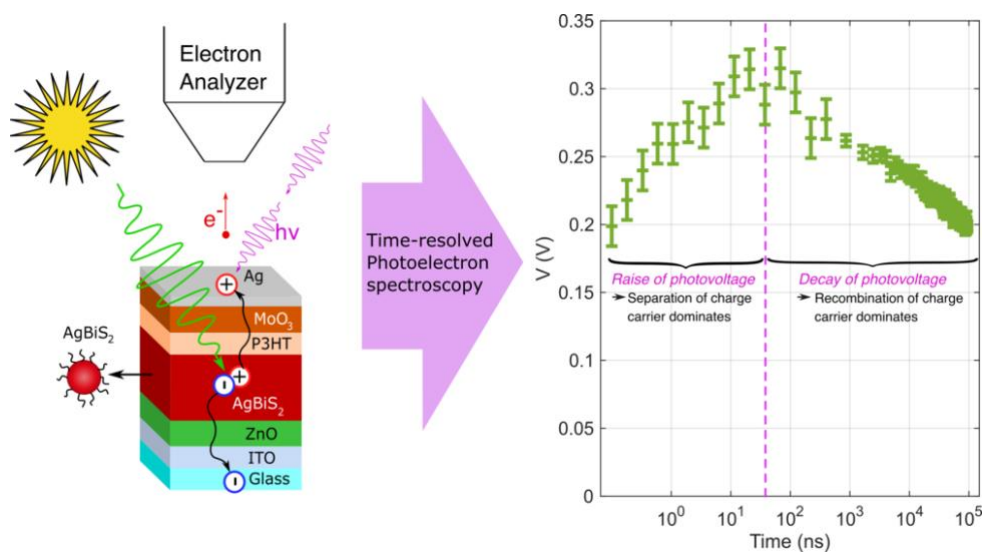 Electron
Analyzer
e-
hν
Ag
+
MoO3
P3HT
AgBiS2
+
-
AgBiS2
ZnO
ITO
-
Glass
Time-resolved
Photoelectron
spectroscopy
0.35
0.3
0.25
0.2
0.15
0.1
0.05
0
V (V)
Raise of photovoltage
Separation of charge
carrier dominates
Decay of photovoltage
Recombination of charge
carrier dominates
10^0 10^1 10^2 10^3 10^4 10^5
Time (ns)